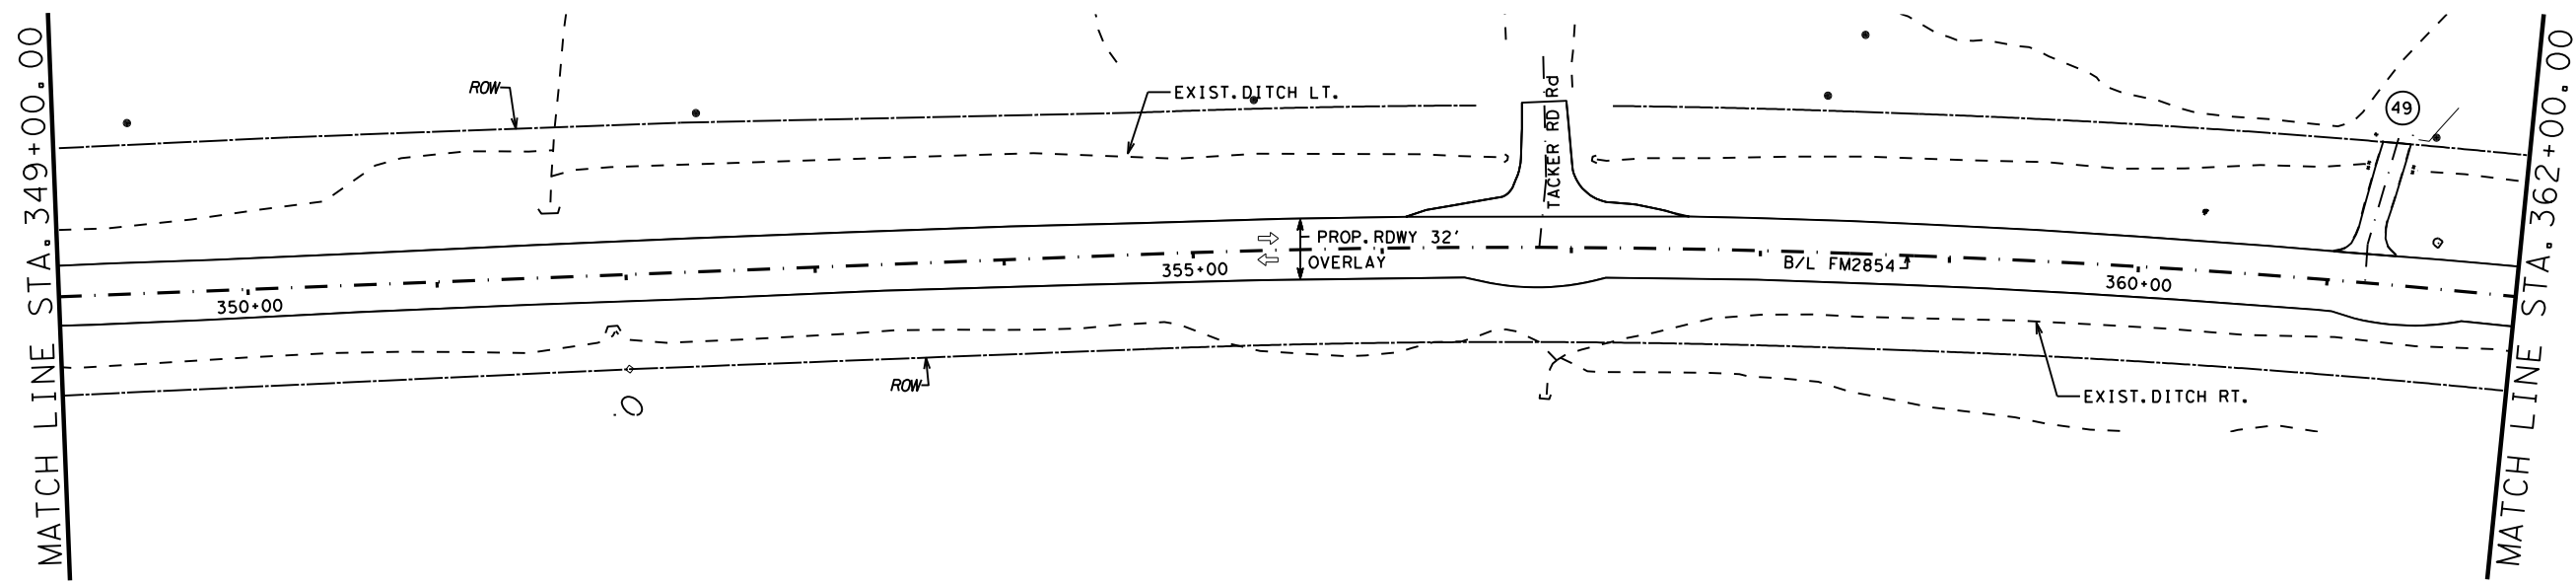 MATCH LINE STA. 349+00.00
ROW
EXIST. DITCH LT.
TACKER RD Rd
49
MATCH LINE STA. 362+00.00
PROP. RDWY 32'
OVERLAY
350+00
355+00
B/L FM2854
360+00
ROW
EXIST. DITCH RT.